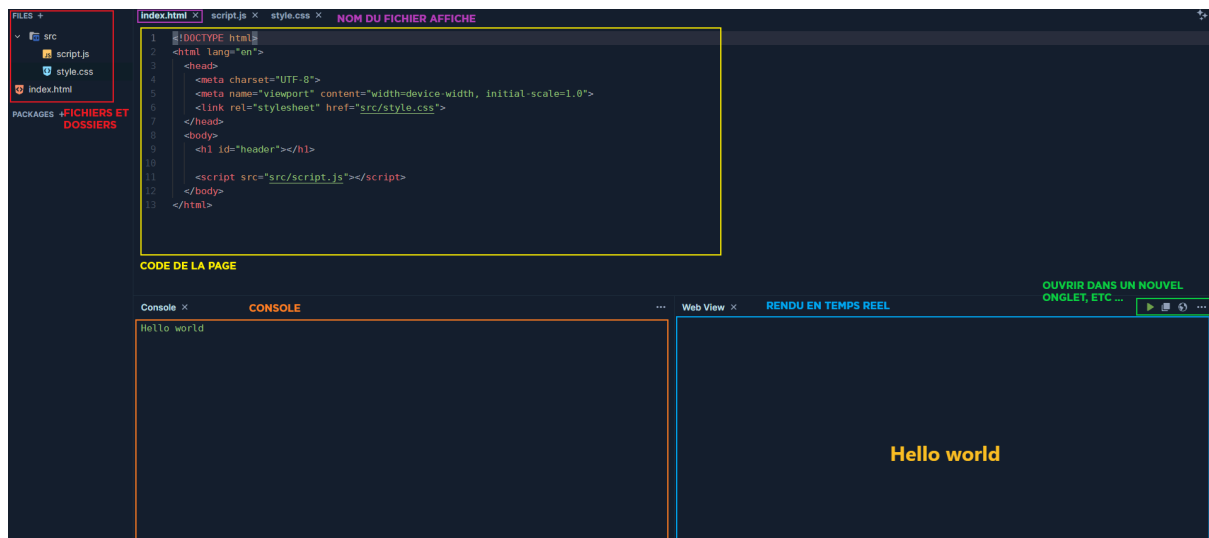 FILES +
src
script.js
style.css
index.html
PACKAGES +
FICHIERS ET
DOSSIERS
index.html × script.js × style.css ×
NOM DU FICHIER AFFICHE
1 <!DOCTYPE html>
2 <html lang="en">
3 <head>
4 <meta charset="UTF-8">
5 <meta name="viewport" content="width=device-width, initial-scale=1.0">
6 <link rel="stylesheet" href="src/style.css">
7 </head>
8 <body>
9 <h1 id="header"></h1>
10
11 <script src="src/script.js"></script>
12 </body>
13 </html>
CODE DE LA PAGE
OUVRIR DANS UN NOUVEL
ONGLET, ETC ...
Console ×
CONSOLE
Web View ×
RENDU EN TEMPS REEL
Hello world
Hello world